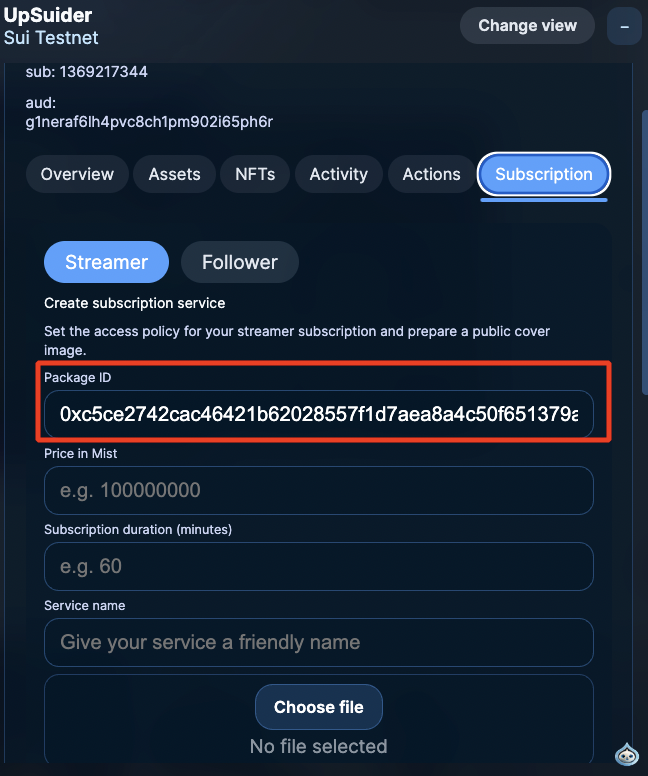 UpSuider
Sui Testnet
Change view
–
sub: 1369217344
aud:
g1neraf6lh4pvc8ch1pm902i65ph6r
Overview
Assets
NFTs
Activity
Actions
Subscription
Streamer
Follower
Create subscription service
Set the access policy for your streamer subscription and prepare a public cover
image.
Package ID
0xc5ce2742cac46421b62028557f1d7aea8a4c50f651379a
Price in Mist
e.g. 100000000
Subscription duration (minutes)
e.g. 60
Service name
Give your service a friendly name
Choose file
No file selected